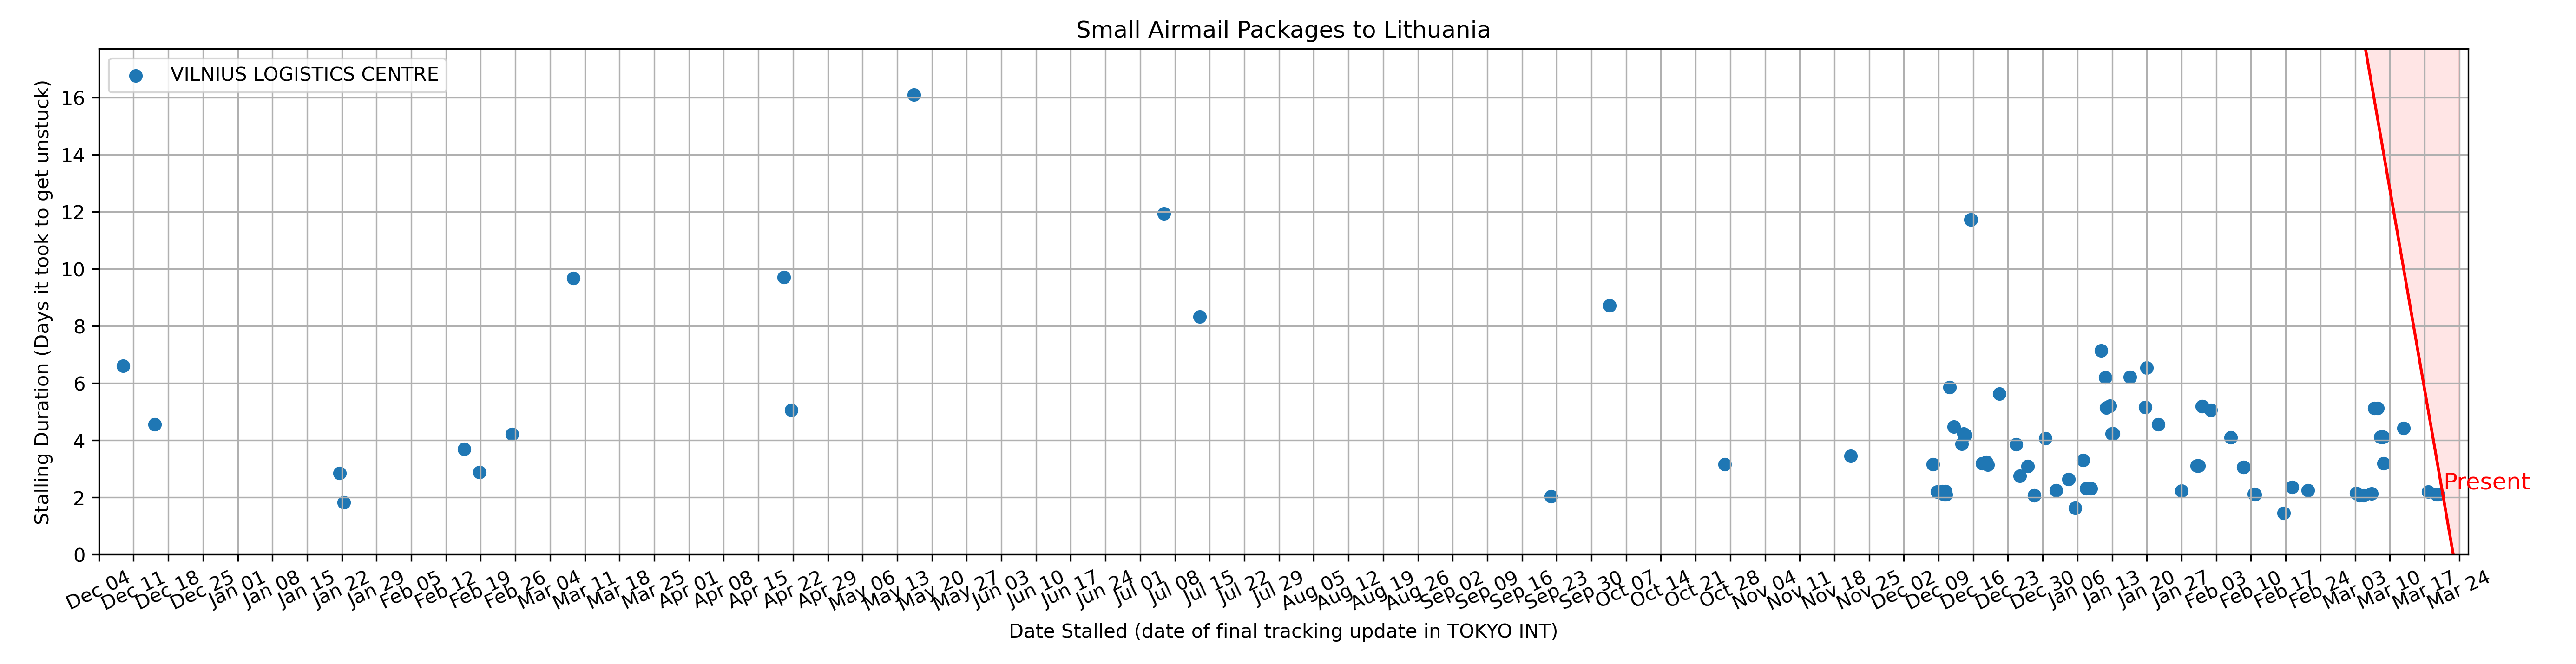 Small Airmail Packages to Lithuania
VILNIUS LOGISTICS CENTRE
Stalling Duration (Days it took to get unstuck)
16
14
12
10
8
6
4
2
0
Present
Dec 04
Dec 11
Dec 18
Dec 25
Jan 01
Jan 08
Jan 15
Jan 22
Jan 29
Feb 05
Feb 12
Feb 19
Feb 26
Mar 04
Mar 11
Mar 18
Mar 25
Apr 01
Apr 08
Apr 15
Apr 22
Apr 29
May 06
May 13
May 20
May 27
Jun 03
Jun 10
Jun 17
Jun 24
Jul 01
Jul 08
Jul 15
Jul 22
Jul 29
Aug 05
Aug 12
Aug 19
Aug 26
Sep 02
Sep 09
Sep 16
Sep 23
Sep 30
Oct 07
Oct 14
Oct 21
Oct 28
Nov 04
Nov 11
Nov 18
Nov 25
Dec 02
Dec 09
Dec 16
Dec 23
Dec 30
Jan 06
Jan 13
Jan 20
Jan 27
Feb 03
Feb 10
Feb 17
Feb 24
Mar 03
Mar 10
Mar 17
Mar 24
Date Stalled (date of final tracking update in TOKYO INT)